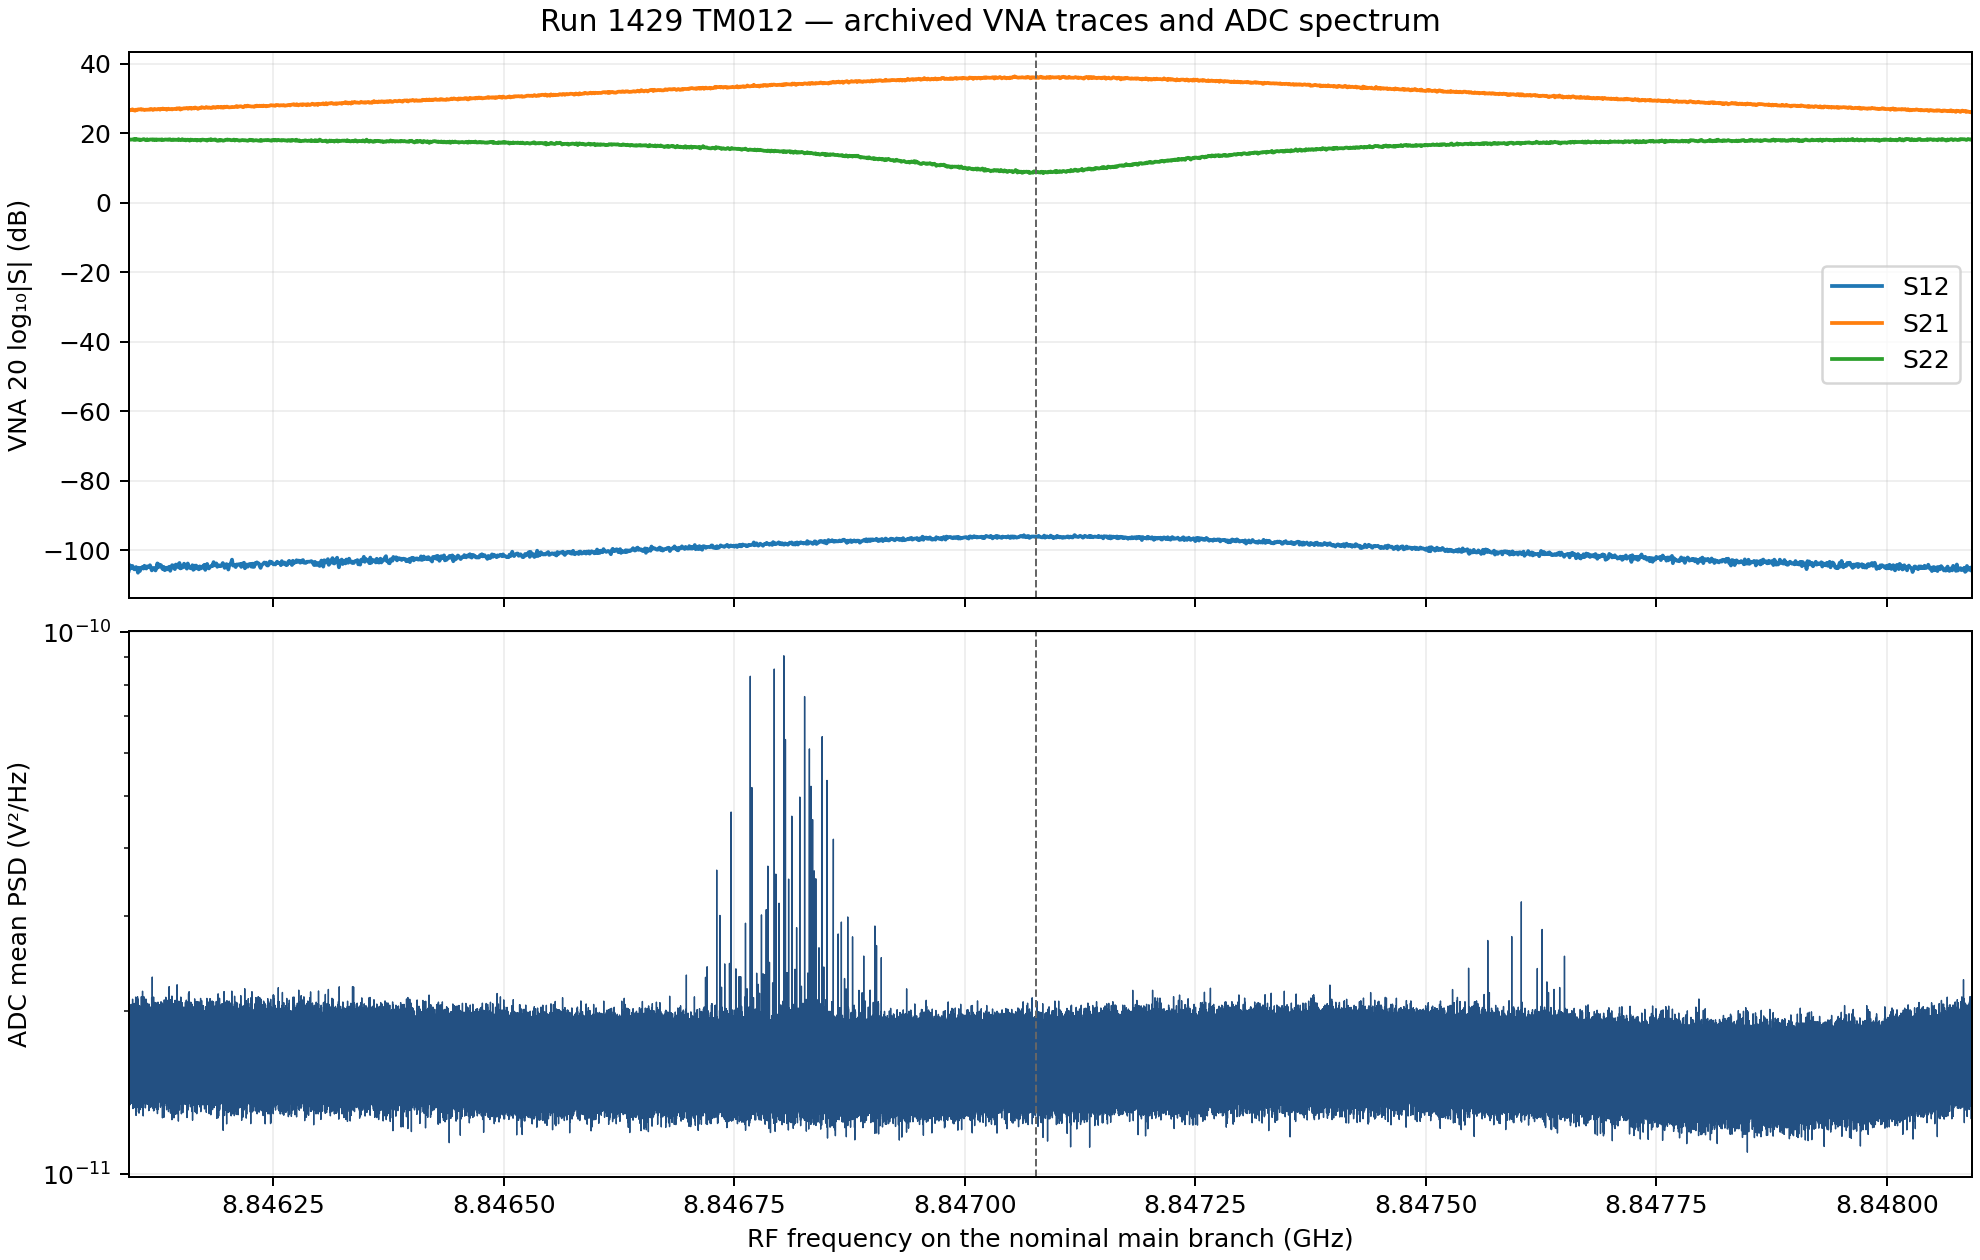 Run 1429 TM012 — archived VNA traces and ADC spectrum
VNA 20 log₁₀|S| (dB)
40
20
0
−20
−40
−60
−80
−100
S12
S21
S22
ADC mean PSD (V²/Hz)
10⁻¹⁰
10⁻¹¹
8.84625 8.84650 8.84675 8.84700 8.84725 8.84750 8.84775 8.84800
RF frequency on the nominal main branch (GHz)